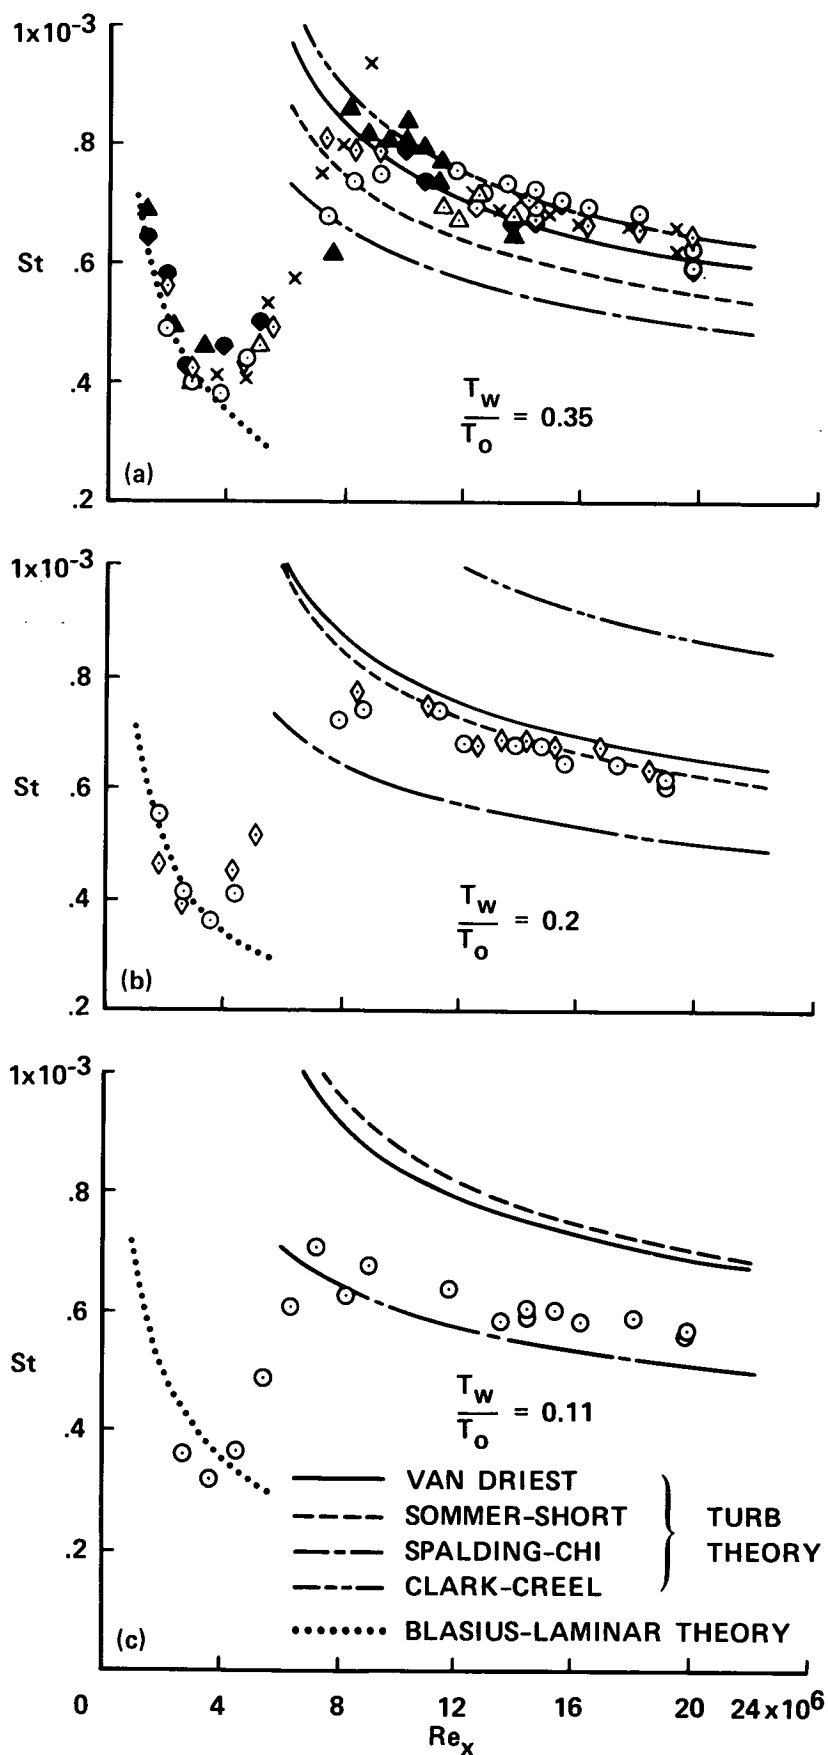 1x10-3
.8
St
.6
.4
.2
(a)
Tw
To
= 0.35
1x10-3
.8
St
.6
.4
.2
(b)
Tw
To
= 0.2
1x10-3
.8
.6
St
.4
.2
(c)
Tw
To
= 0.11
VAN DRIEST
SOMMER-SHORT
SPALDING-CHI
CLARK-CREEL
TURB
THEORY
BLASIUS-LAMINAR THEORY
0 4 8 12 16 20 24x106
Rex